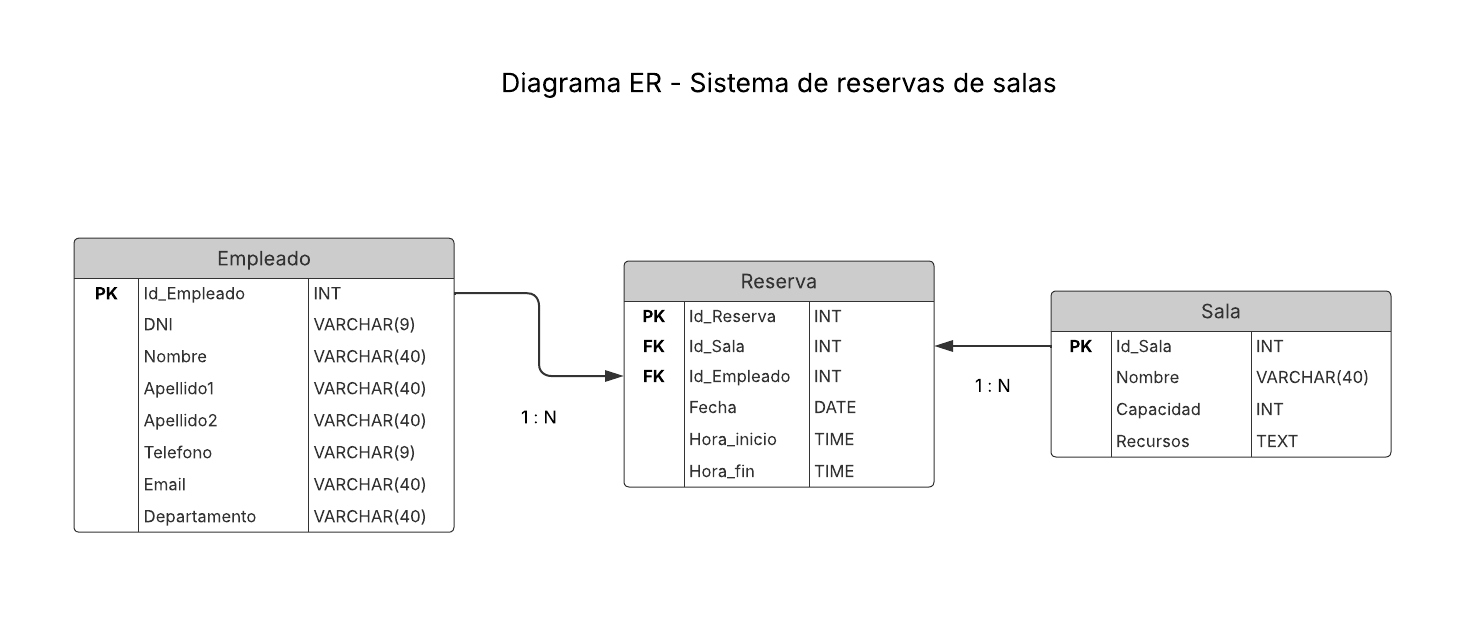 Diagrama ER - Sistema de reservas de salas
Empleado
PK Id_Empleado INT
DNI VARCHAR(9)
Nombre VARCHAR(40)
Apellido1 VARCHAR(40)
Apellido2 VARCHAR(40)
Telefono VARCHAR(9)
Email VARCHAR(40)
Departamento VARCHAR(40)
1 : N
Reserva
PK Id_Reserva INT
FK Id_Sala INT
FK Id_Empleado INT
Fecha DATE
Hora_inicio TIME
Hora_fin TIME
1 : N
Sala
PK Id_Sala INT
Nombre VARCHAR(40)
Capacidad INT
Recursos TEXT